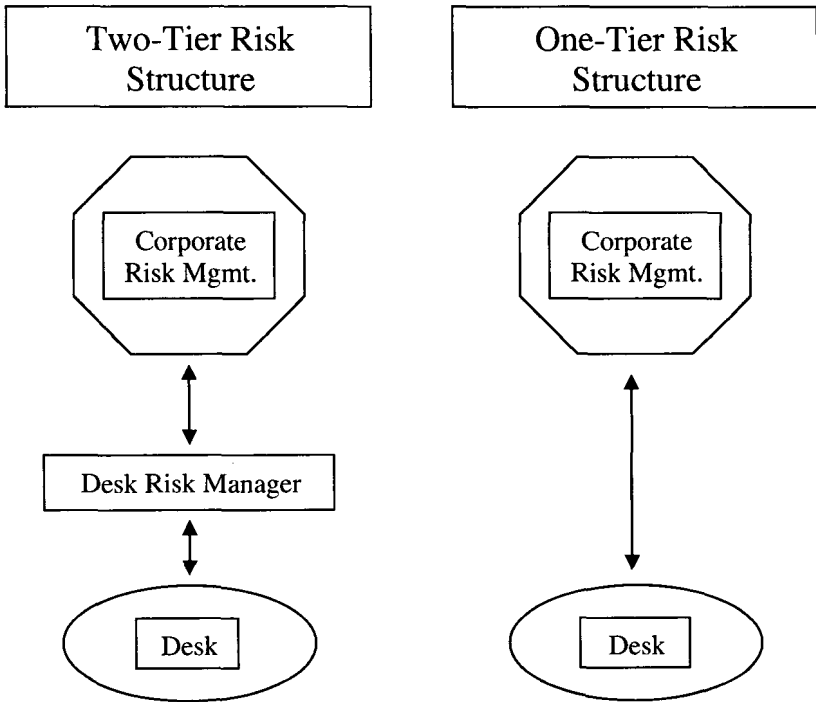 Two-Tier Risk
Structure
One-Tier Risk
Structure
Corporate
Risk Mgmt.
Corporate
Risk Mgmt.
Desk Risk Manager
Desk
Desk